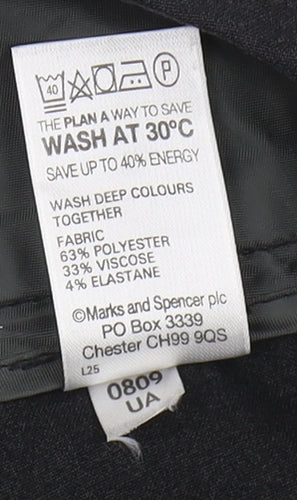 40 P
THE PLAN A WAY TO SAVE
WASH AT 30°C
SAVE UP TO 40% ENERGY
WASH DEEP COLOURS
TOGETHER
FABRIC
63% POLYESTER
33% VISCOSE
4% ELASTANE
©Marks and Spencer plc
PO Box 3339
Chester CH99 9QS
L25
0809
UA